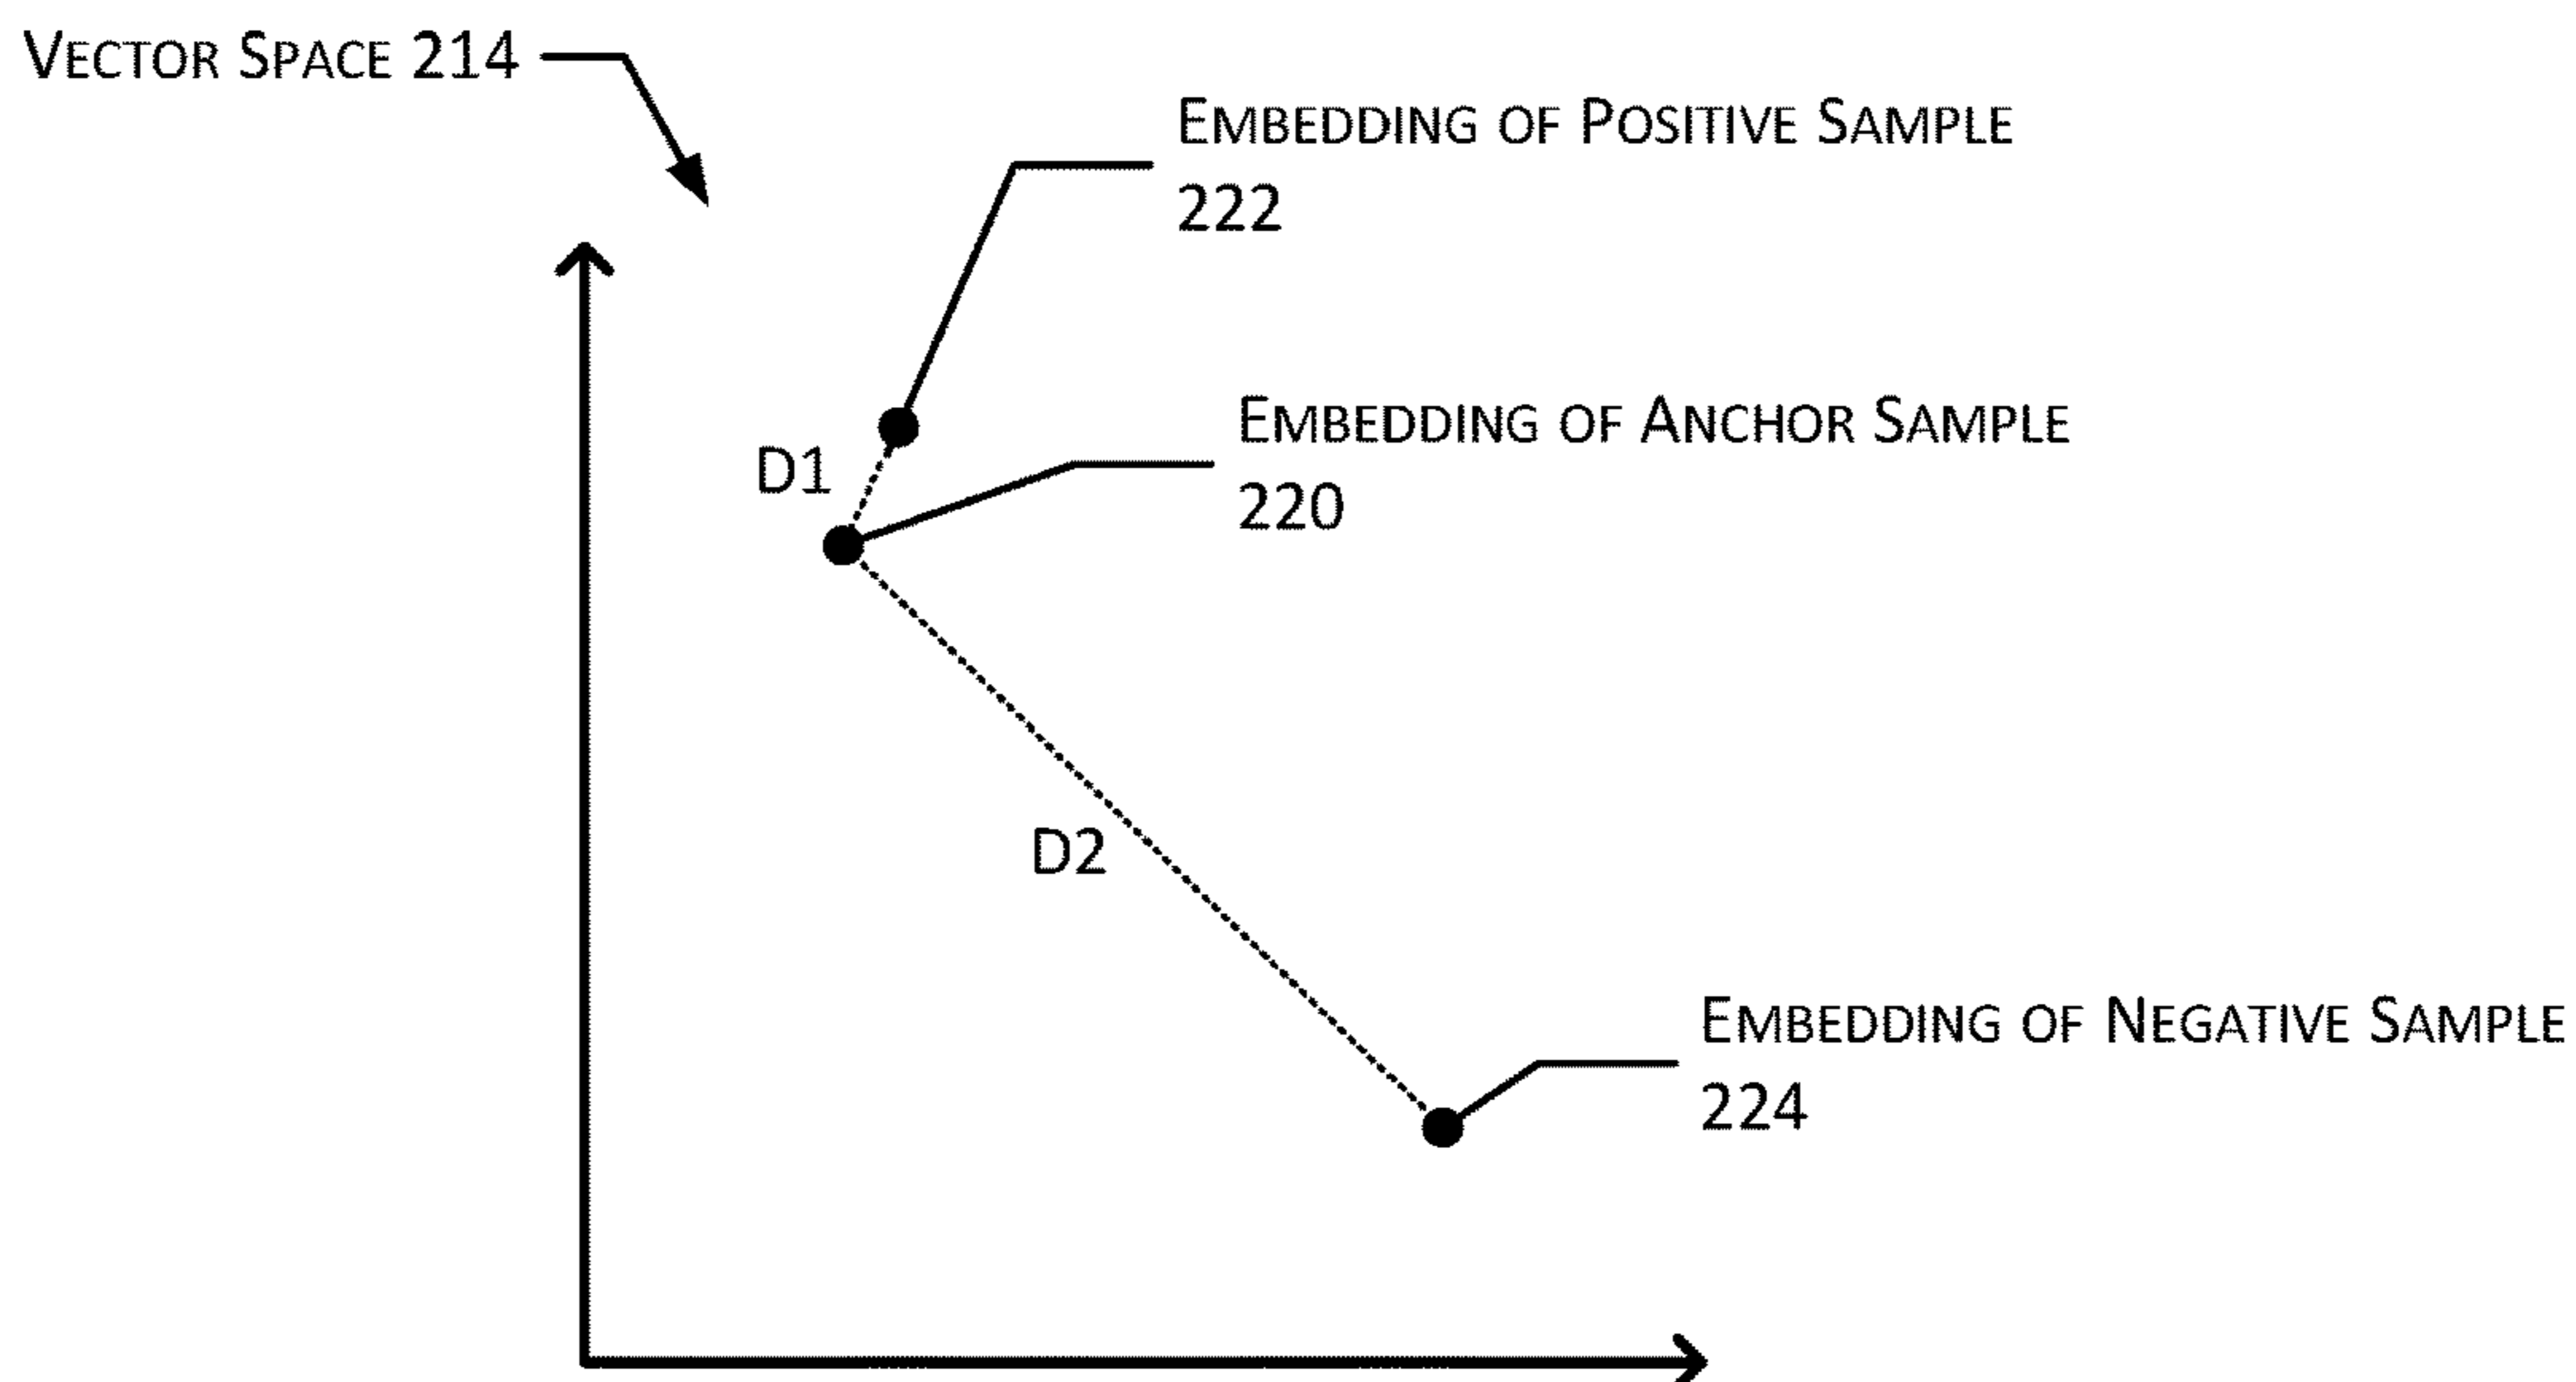 VECTOR SPACE 214
EMBEDDING OF POSITIVE SAMPLE
222
EMBEDDING OF ANCHOR SAMPLE
220
D1
D2
EMBEDDING OF NEGATIVE SAMPLE
224